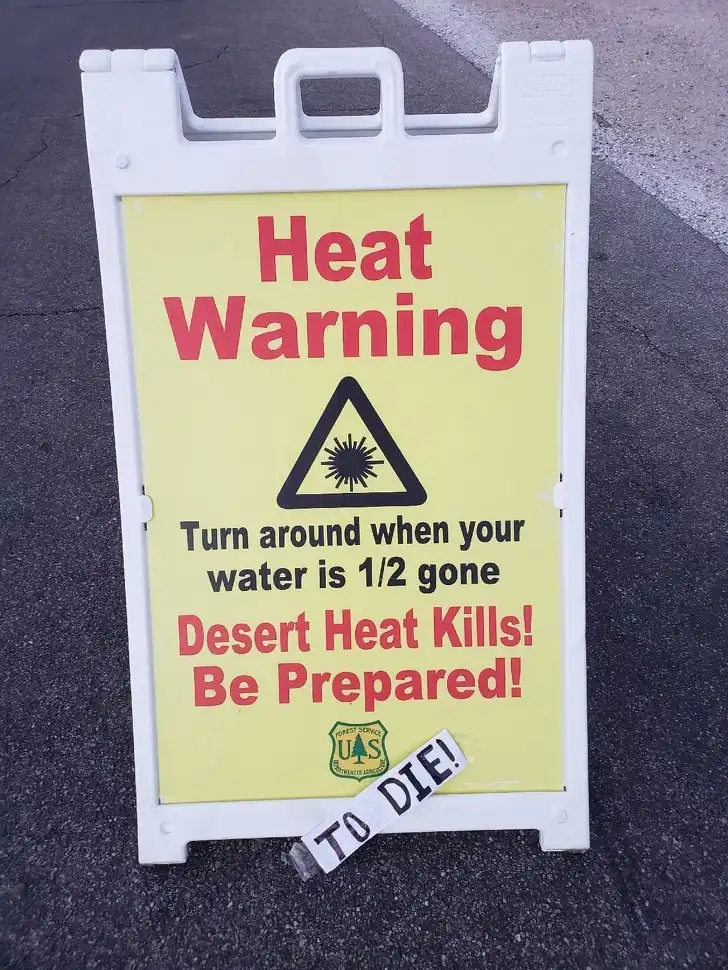 Heat
Warning
Turn around when your
water is 1/2 gone
Desert Heat Kills!
Be Prepared!
FOREST SERVICE
U S
DEPARTMENT OF AGRICULTURE
TO DIE!